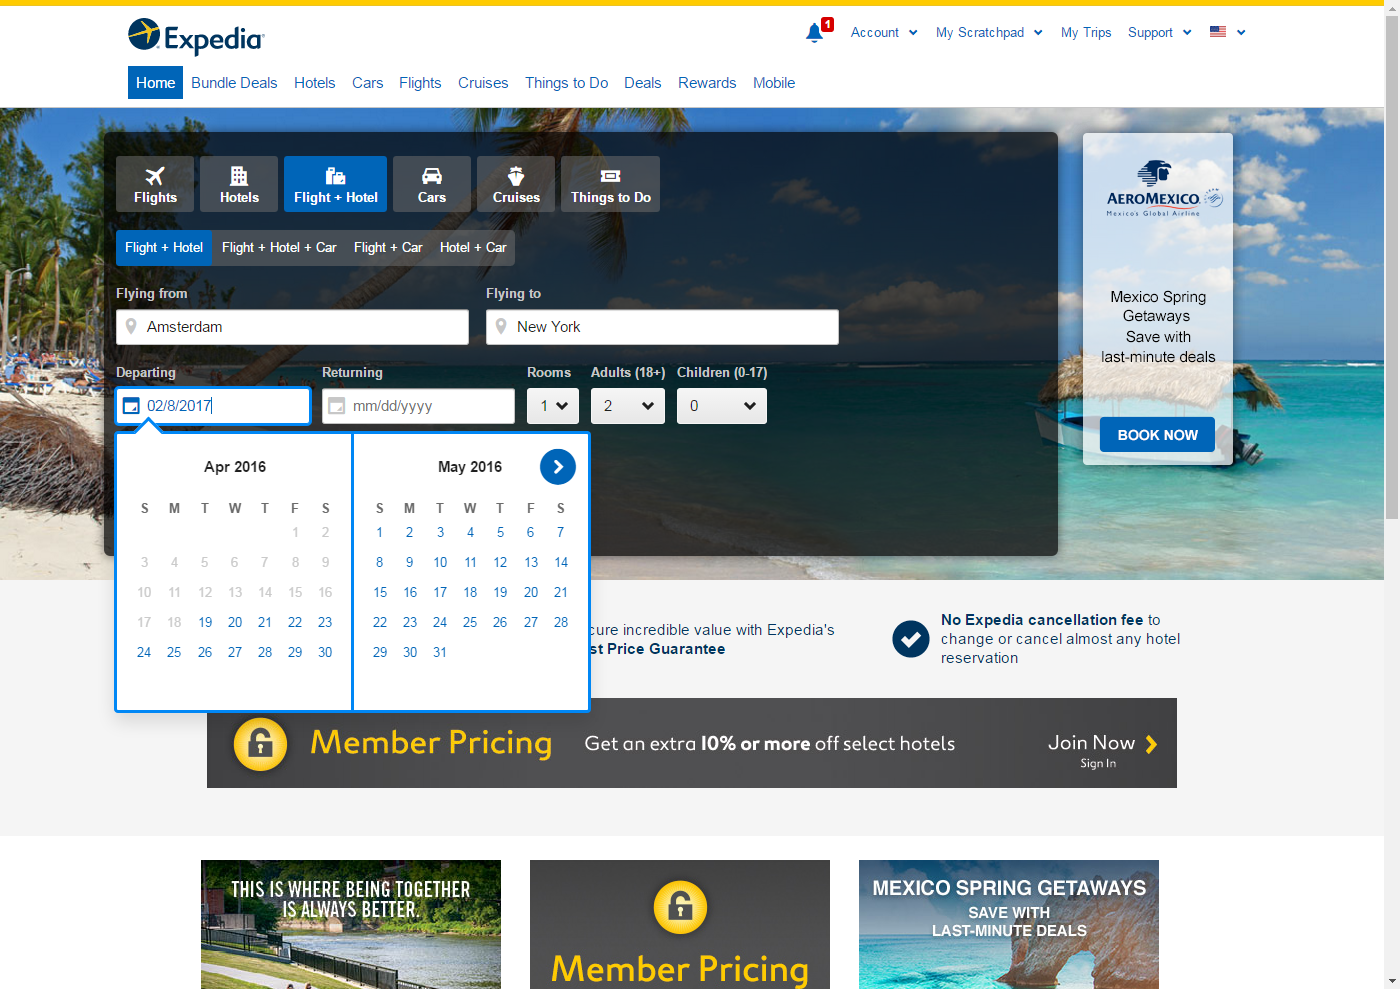 Expedia
1
Account
My Scratchpad
My Trips
Support
Home
Bundle Deals
Hotels
Cars
Flights
Cruises
Things to Do
Deals
Rewards
Mobile
Flights
Hotels
Flight + Hotel
Cars
Cruises
Things to Do
Flight + Hotel
Flight + Hotel + Car
Flight + Car
Hotel + Car
Flying from
Flying to
Amsterdam
New York
Departing
Returning
Rooms
Adults (18+)
Children (0-17)
02/8/2017
mm/dd/yyyy
1
2
0
Apr 2016
S M T W T F S
1 2
3 4 5 6 7 8 9
10 11 12 13 14 15 16
17 18 19 20 21 22 23
24 25 26 27 28 29 30
May 2016
S M T W T F S
1 2 3 4 5 6 7
8 9 10 11 12 13 14
15 16 17 18 19 20 21
22 23 24 25 26 27 28
29 30 31
AEROMEXICO
Mexico's Global Airline
Mexico Spring
Getaways
Save with
last-minute deals
BOOK NOW
cure incredible value with Expedia's
st Price Guarantee
No Expedia cancellation fee to
change or cancel almost any hotel
reservation
Member Pricing
Get an extra 10% or more off select hotels
Join Now
Sign In
THIS IS WHERE BEING TOGETHER
IS ALWAYS BETTER.
Member Pricing
MEXICO SPRING GETAWAYS
SAVE WITH
LAST-MINUTE DEALS